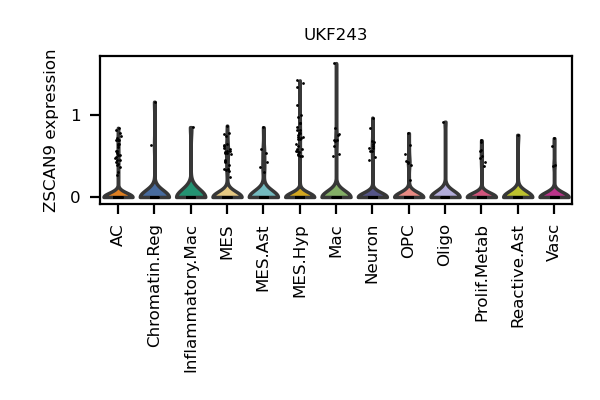 UKF243
ZSCAN9 expression
1
0
AC
Chromatin.Reg
Inflammatory.Mac
MES
MES.Ast
MES.Hyp
Mac
Neuron
OPC
Oligo
Prolif.Metab
Reactive.Ast
Vasc